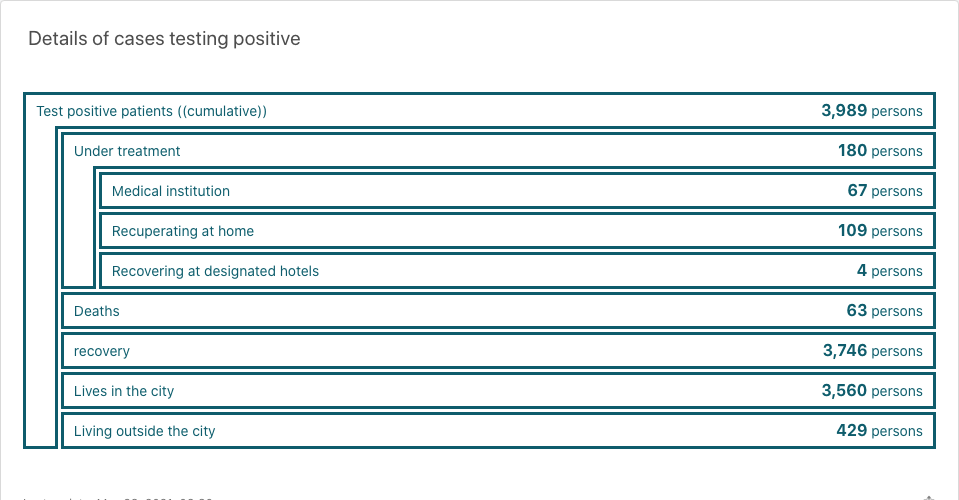 Details of cases testing positive
Test positive patients ((cumulative)) 3,989 persons
Under treatment 180 persons
Medical institution 67 persons
Recuperating at home 109 persons
Recovering at designated hotels 4 persons
Deaths 63 persons
recovery 3,746 persons
Lives in the city 3,560 persons
Living outside the city 429 persons